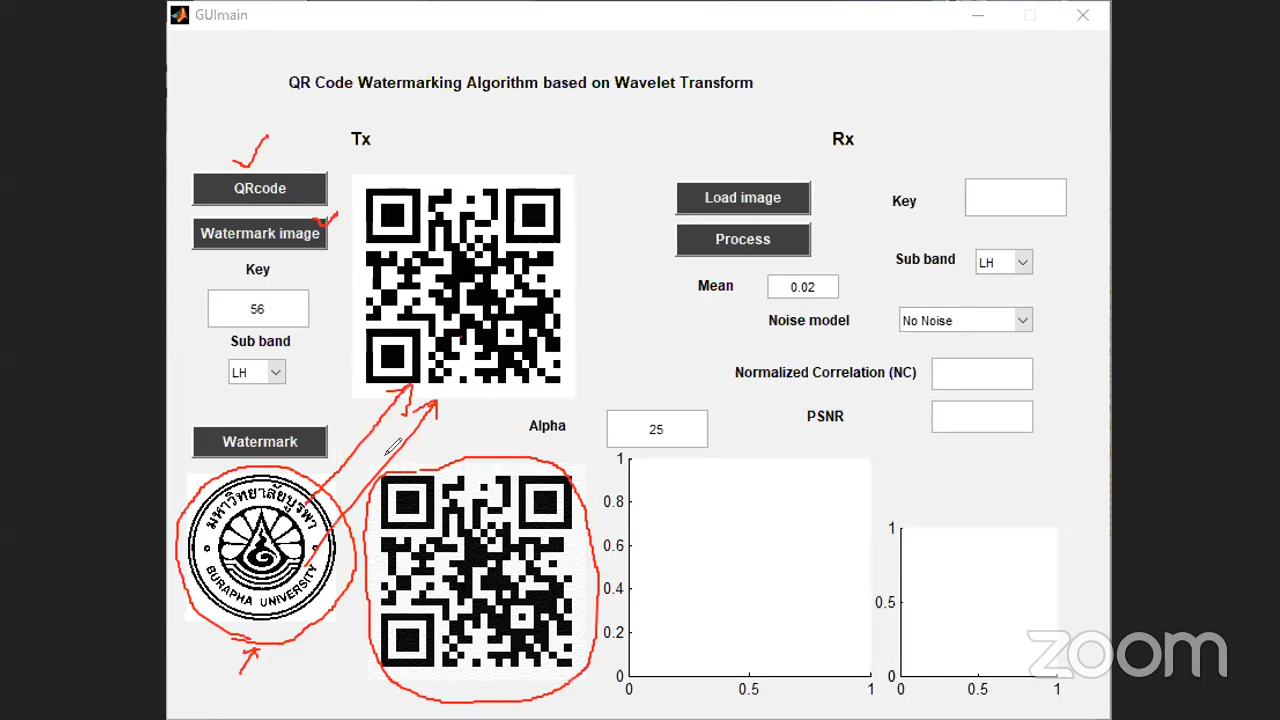 GUImain
QR Code Watermarking Algorithm based on Wavelet Transform
Tx
Rx
QRcode
Watermark image
Key
56
Sub band
LH
Watermark
มหาวิทยาลัยบูรพา
BURAPHA UNIVERSITY
Alpha
25
Load image
Process
Key
Sub band
LH
Mean
0.02
Noise model
No Noise
Normalized Correlation (NC)
PSNR
1
0.8
0.6
0.4
0.2
0
0
0.5
1
1
0.5
0
0
0.5
1
zoom